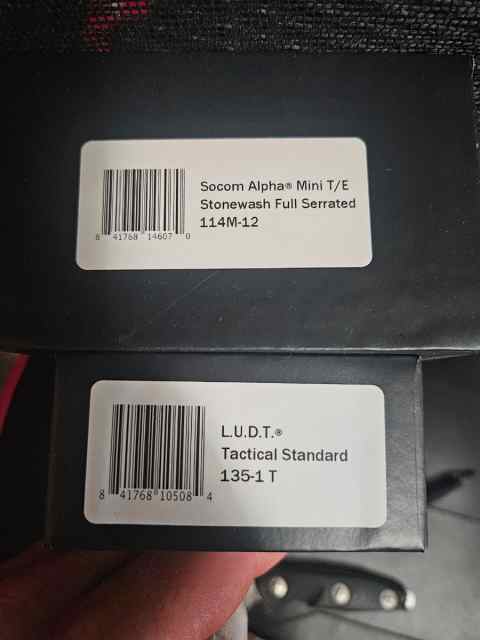 Socom Alpha® Mini T/E
Stonewash Full Serrated
114M-12
8 41768 14607 0
L.U.D.T.®
Tactical Standard
135-1 T
8 41768 10508 4